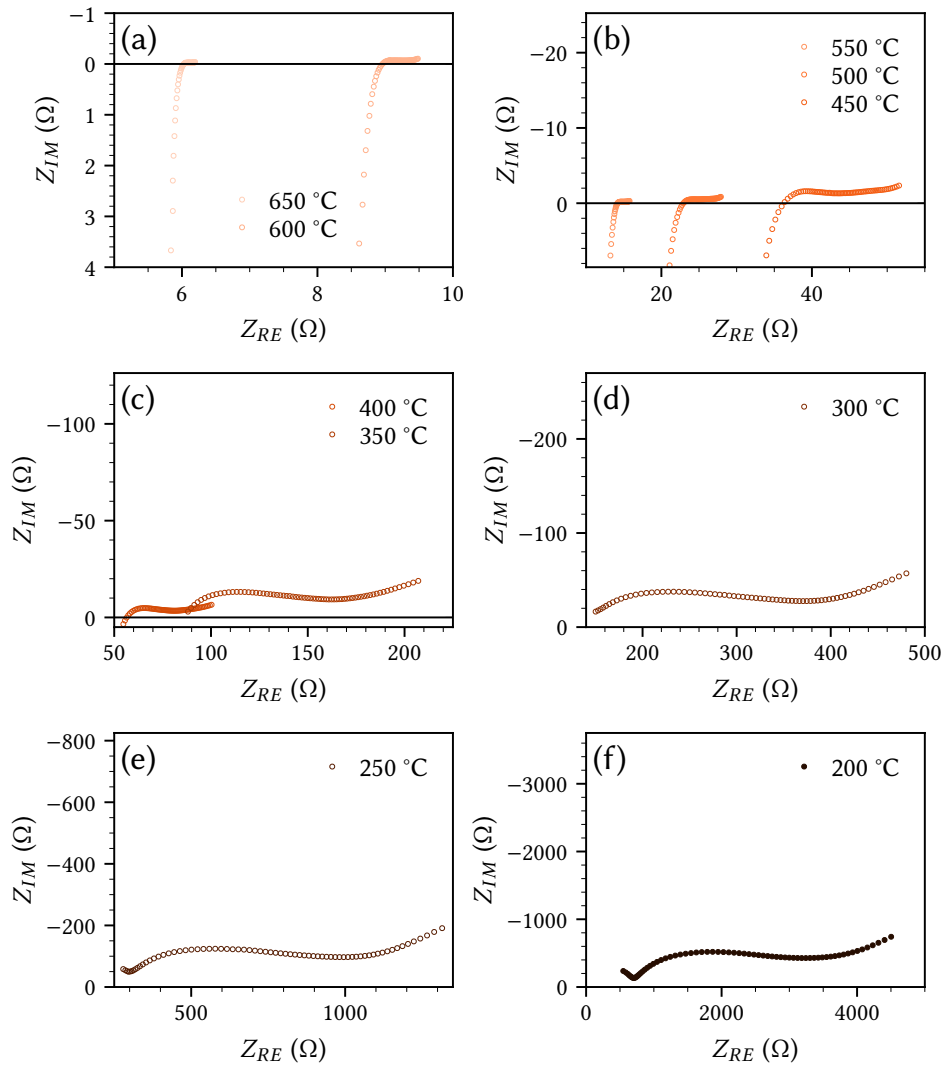 (a)
−1
0
1
2
3
4
Z_IM (Ω)
650 °C
600 °C
6
8
10
Z_RE (Ω)
(b)
−20
−10
0
Z_IM (Ω)
550 °C
500 °C
450 °C
20
40
Z_RE (Ω)
(c)
−100
−50
0
Z_IM (Ω)
400 °C
350 °C
50
100
150
200
Z_RE (Ω)
(d)
−200
−100
0
Z_IM (Ω)
300 °C
200
300
400
500
Z_RE (Ω)
(e)
−800
−600
−400
−200
0
Z_IM (Ω)
250 °C
500
1000
Z_RE (Ω)
(f)
−3000
−2000
−1000
0
Z_IM (Ω)
200 °C
0
2000
4000
Z_RE (Ω)